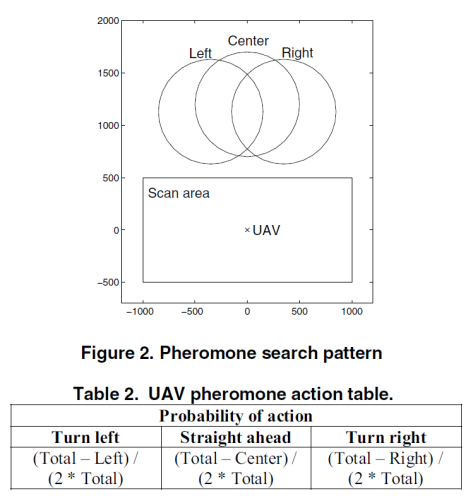 2000
Center
Left
Right
1500
1000
500
Scan area
0
× UAV
−500
−1000
−500
0
500
1000
Figure 2. Pheromone search pattern
Table 2. UAV pheromone action table.
Probability of action
Turn left
Straight ahead
Turn right
(Total – Left) /
(2 * Total)
(Total – Center) /
(2 * Total)
(Total – Right) /
(2 * Total)